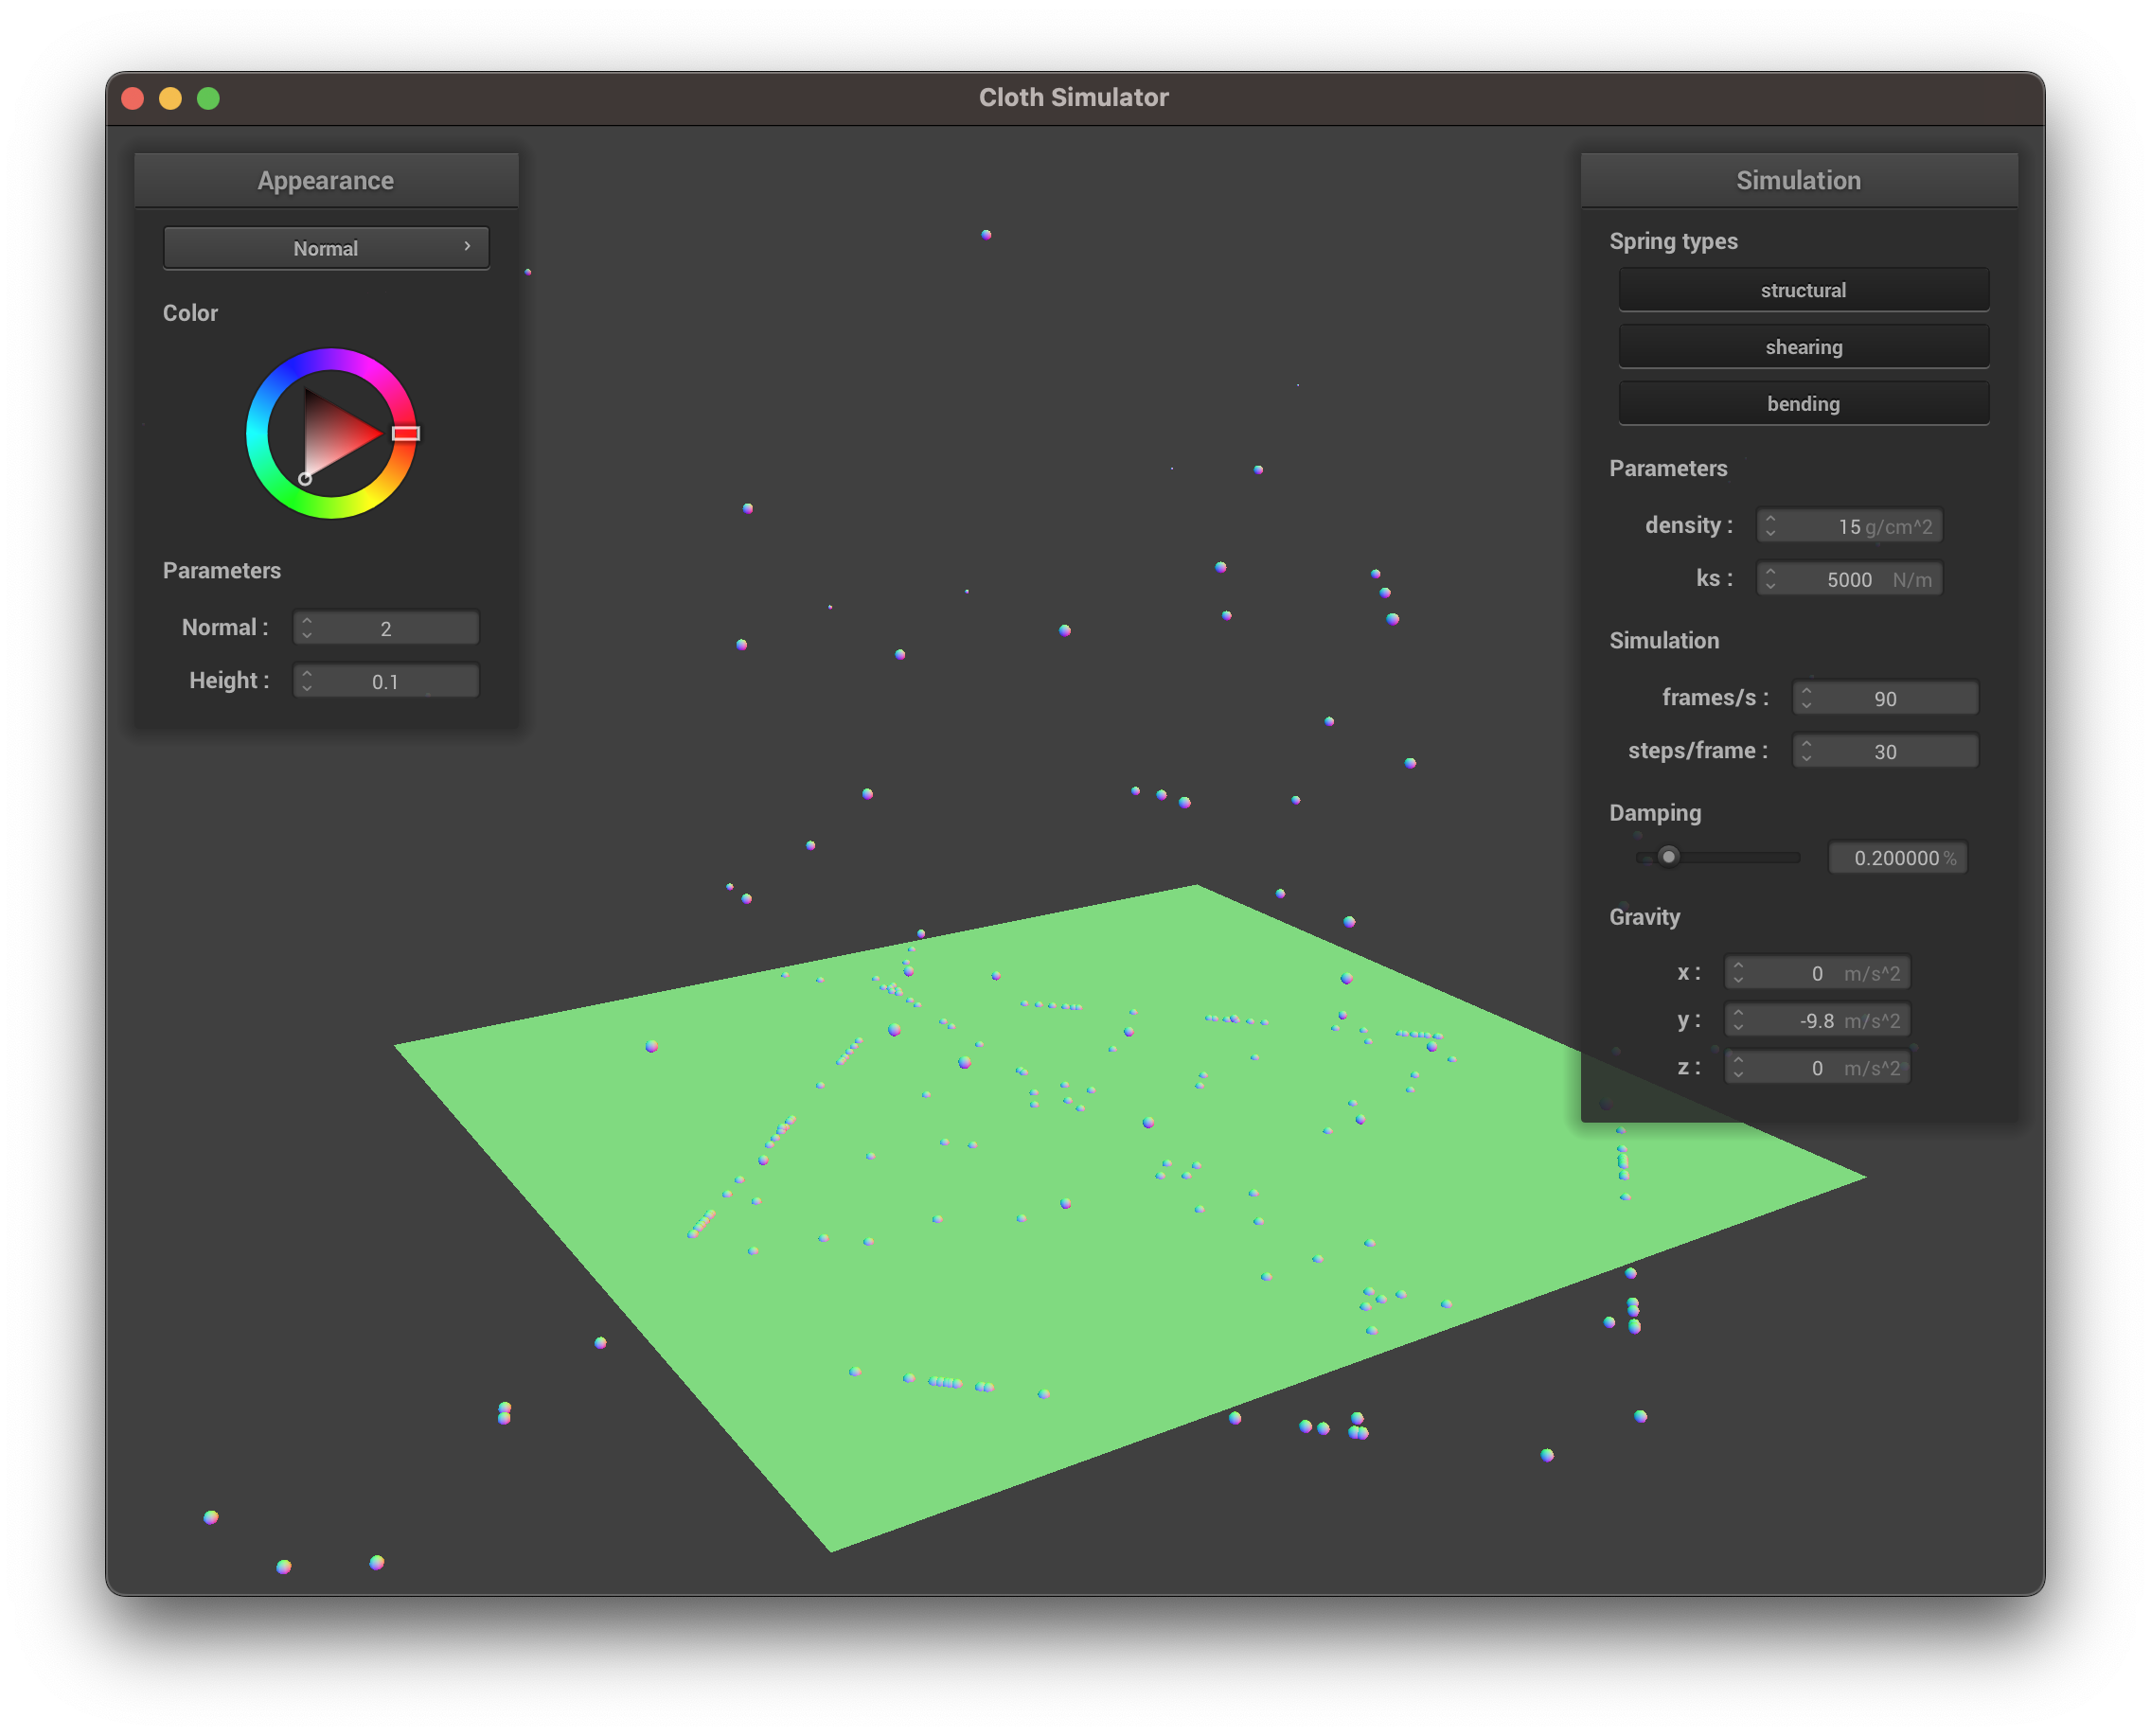 Cloth Simulator
Appearance
Normal
Color
Parameters
Normal : 2
Height : 0.1
Simulation
Spring types
structural
shearing
bending
Parameters
density : 15 g/cm^2
ks : 5000 N/m
Simulation
frames/s : 90
steps/frame : 30
Damping
0.200000 %
Gravity
x : 0 m/s^2
y : -9.8 m/s^2
z : 0 m/s^2